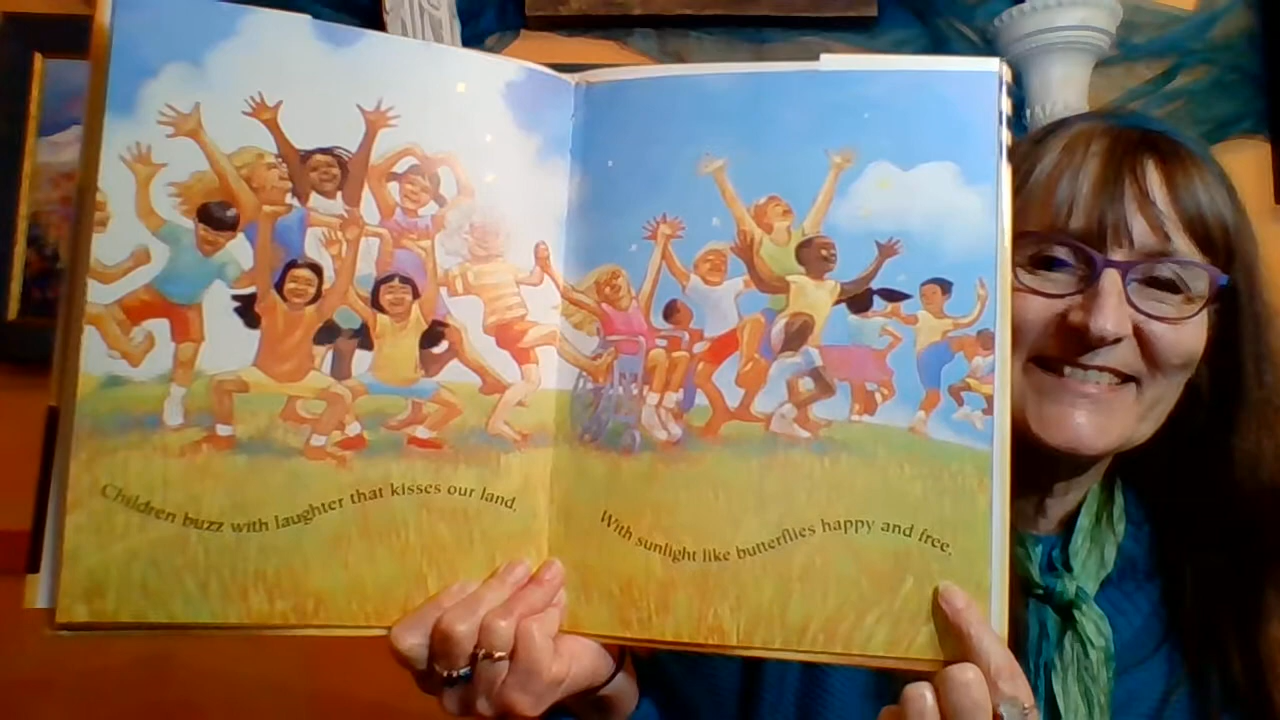 Children buzz with laughter that kisses our land,
With sunlight like butterflies happy and free,